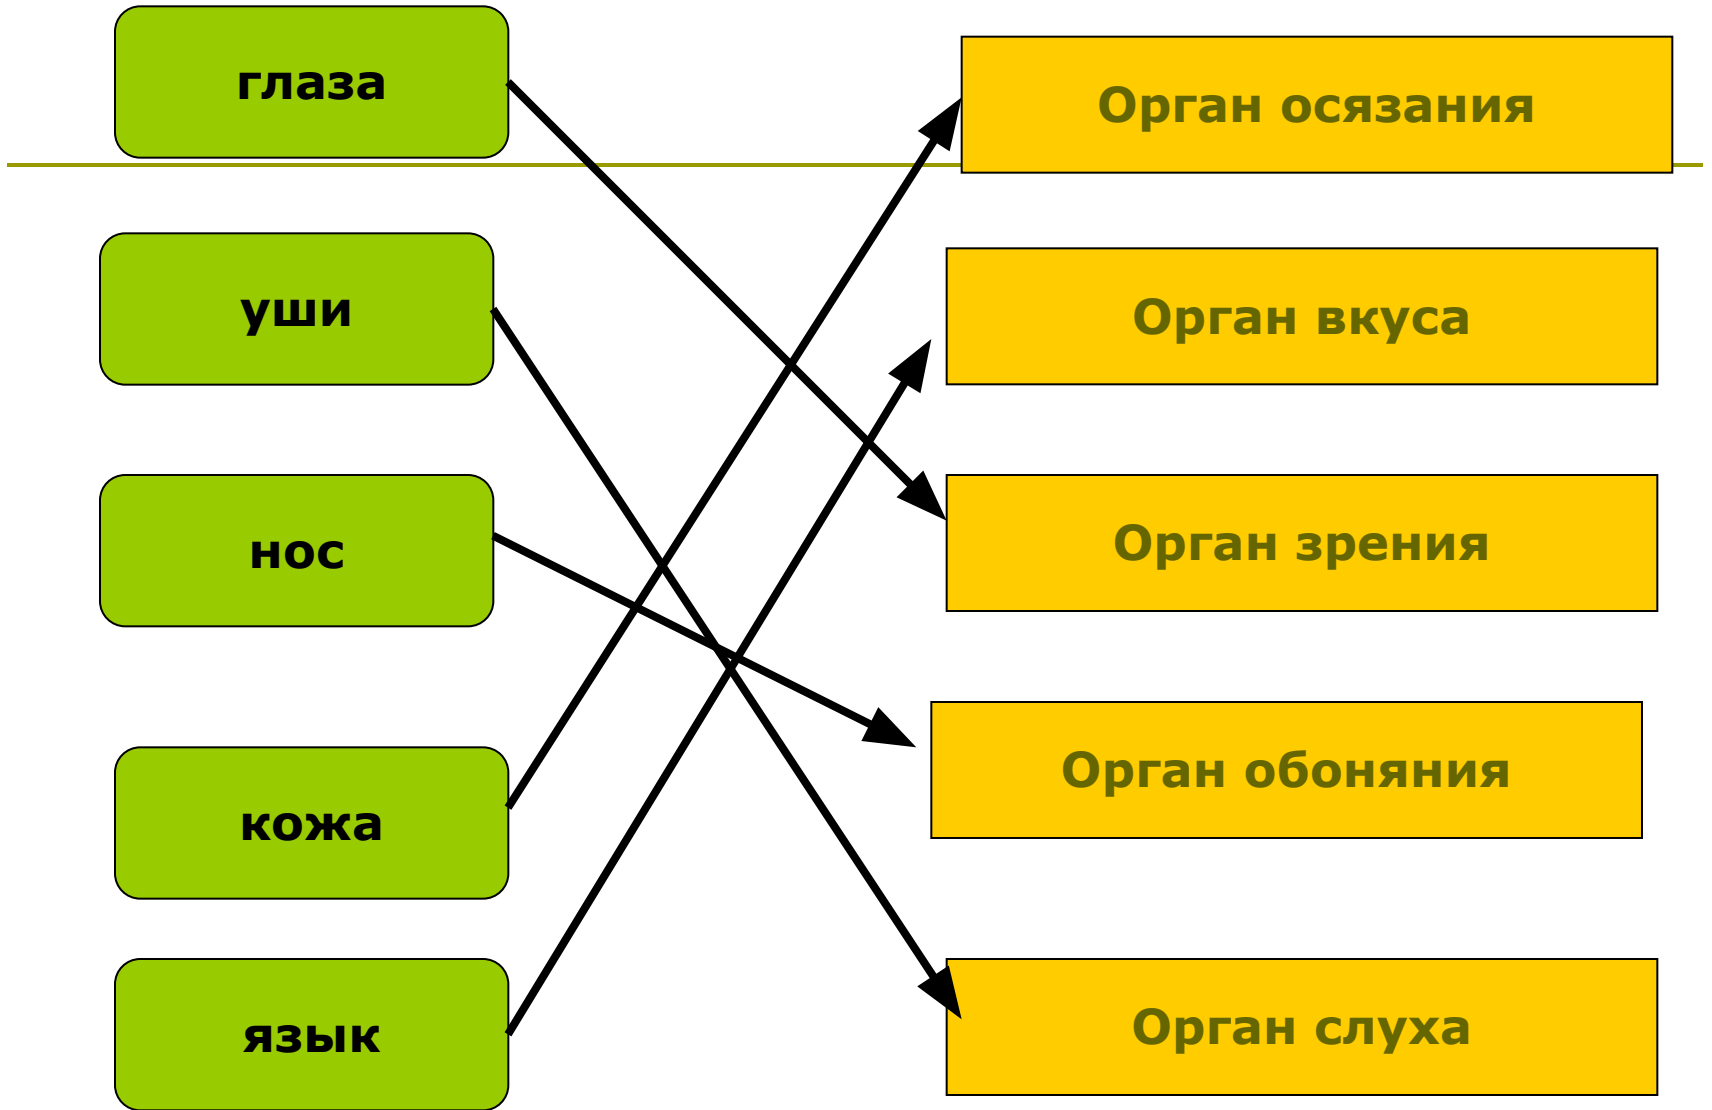 глаза
уши
нос
кожа
язык
Орган осязания
Орган вкуса
Орган зрения
Орган обоняния
Орган слуха